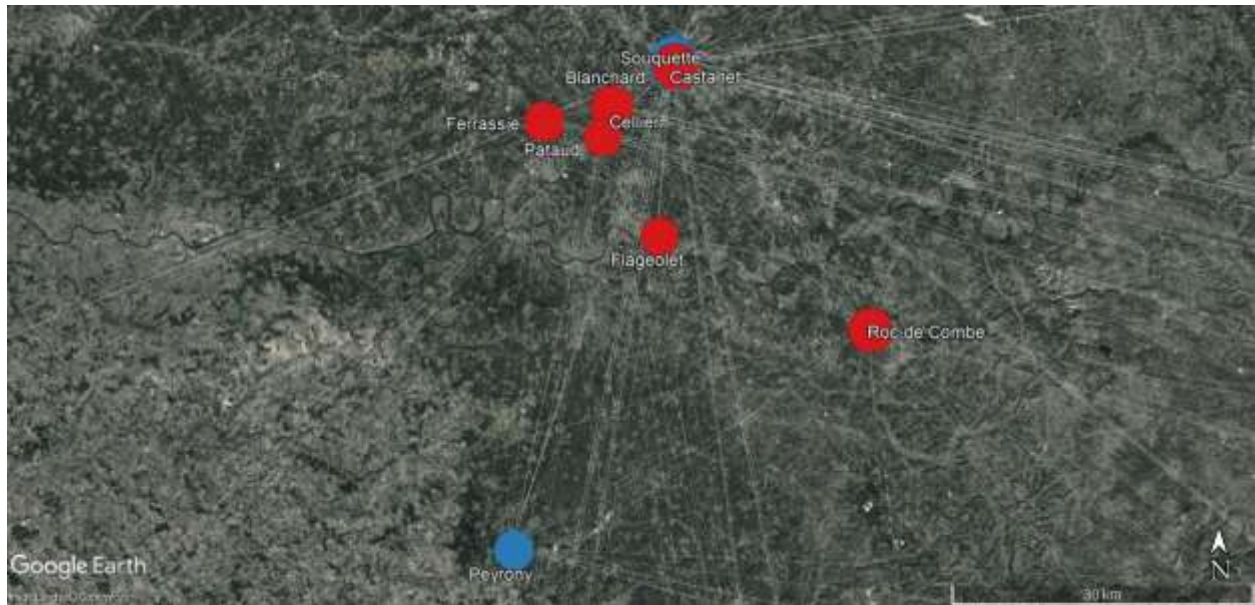 Souquette
Blanchard Castanet
Ferrassie
Cellier
Pataud
Flageolet
Roc de Combe
Google Earth
Peyrony
N
30 km